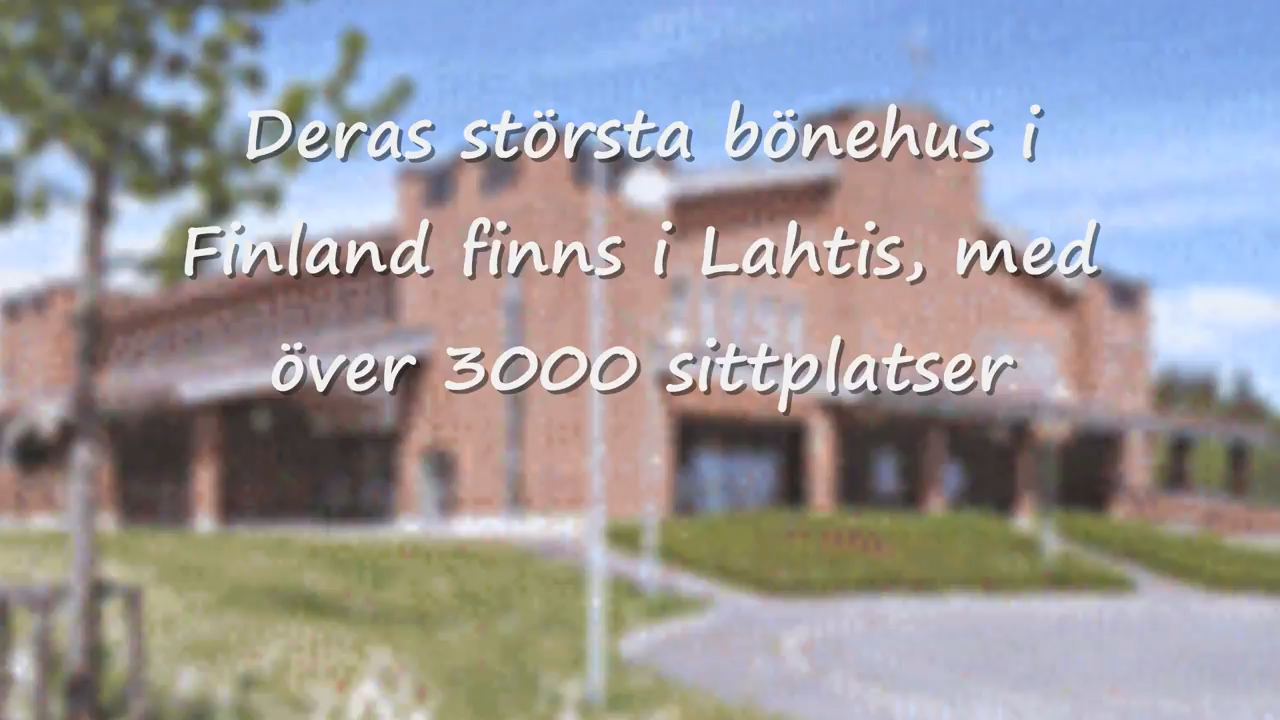 Deras största bönehus i
Finland finns i Lahtis, med
över 3000 sittplatser